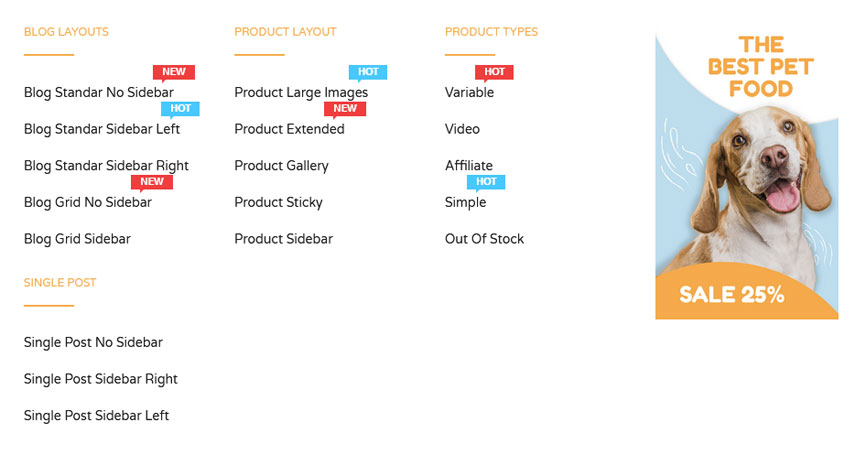 BLOG LAYOUTS
NEW
Blog Standar No Sidebar
HOT
Blog Standar Sidebar Left
Blog Standar Sidebar Right
NEW
Blog Grid No Sidebar
Blog Grid Sidebar
SINGLE POST
Single Post No Sidebar
Single Post Sidebar Right
Single Post Sidebar Left
PRODUCT LAYOUT
HOT
Product Large Images
NEW
Product Extended
Product Gallery
Product Sticky
Product Sidebar
PRODUCT TYPES
HOT
Variable
Video
Affiliate
HOT
Simple
Out Of Stock
THE
BEST PET
FOOD
SALE 25%